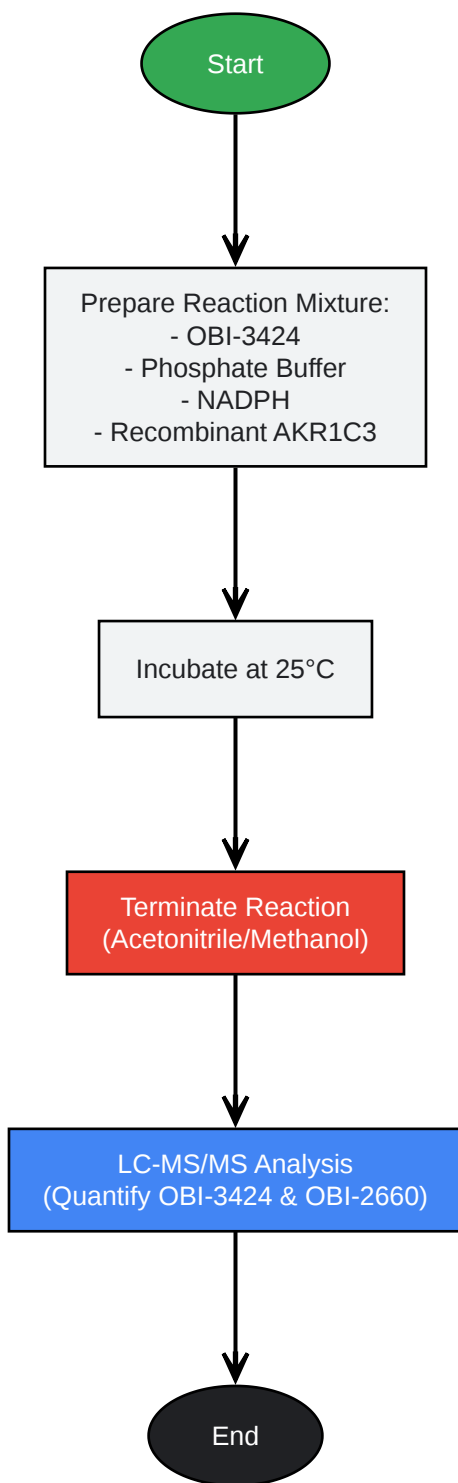 Start
Prepare Reaction Mixture:
- OBI-3424
- Phosphate Buffer
- NADPH
- Recombinant AKR1C3
Incubate at 25°C
Terminate Reaction
(Acetonitrile/Methanol)
LC-MS/MS Analysis
(Quantify OBI-3424 & OBI-2660)
End